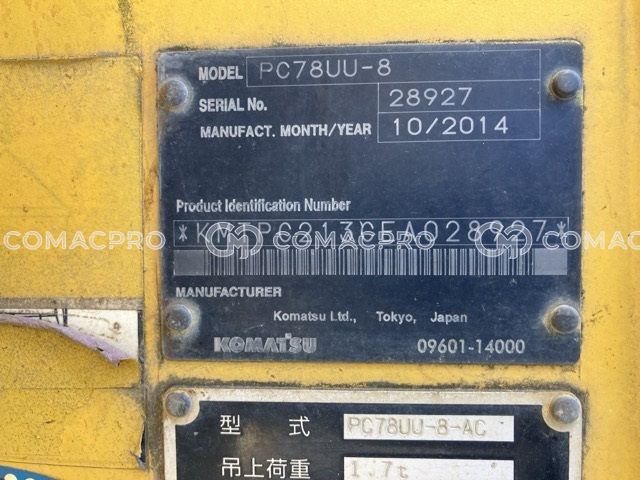 MODEL PC78UU-8
SERIAL No. 28927
MANUFACT. MONTH/YEAR 10/2014
Product Identification Number
COMACPRO COMACPRO COMACPRO
MANUFACTURER
Komatsu Ltd., Tokyo, Japan
KOMATSU 09601-14000
型式 PC78UU-8-AC
吊上荷重 1.7t